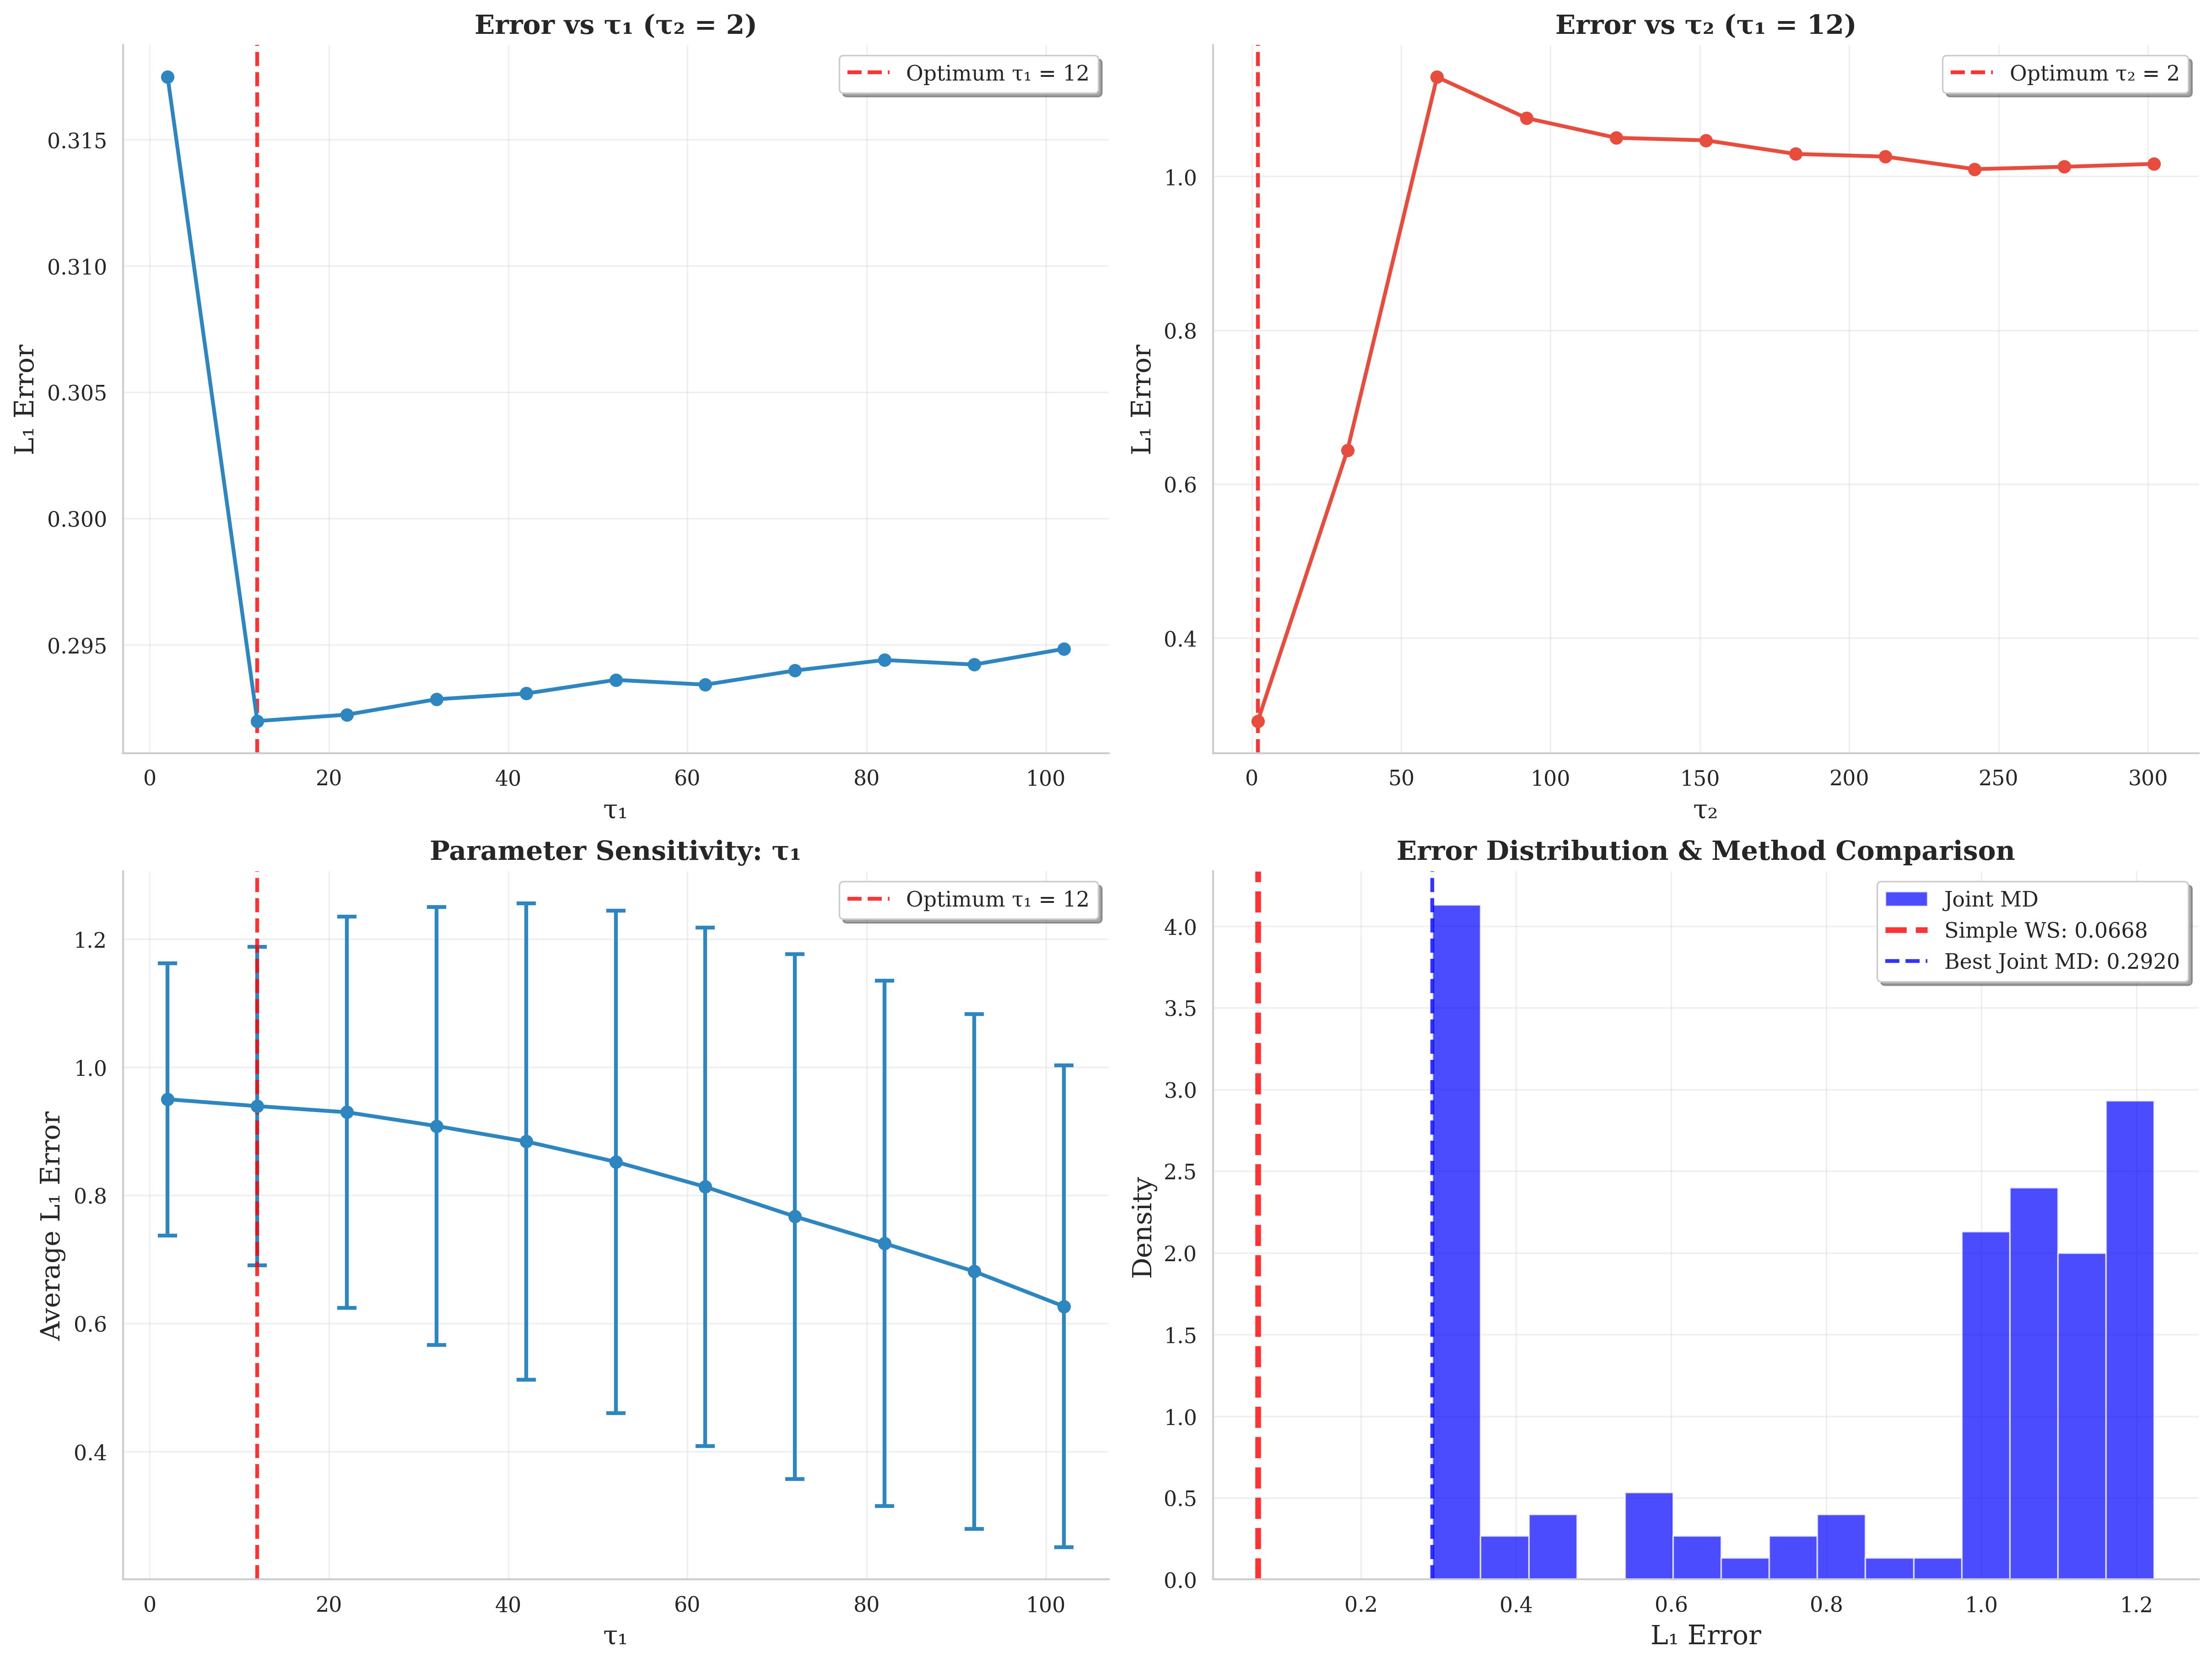 Error vs τ₁ (τ₂ = 2)
Optimum τ₁ = 12
L₁ Error
0.315
0.310
0.305
0.300
0.295
0 20 40 60 80 100
τ₁
Error vs τ₂ (τ₁ = 12)
Optimum τ₂ = 2
L₁ Error
1.0
0.8
0.6
0.4
0 50 100 150 200 250 300
τ₂
Parameter Sensitivity: τ₁
Optimum τ₁ = 12
Average L₁ Error
1.2
1.0
0.8
0.6
0.4
0 20 40 60 80 100
τ₁
Error Distribution & Method Comparison
Joint MD
Simple WS: 0.0668
Best Joint MD: 0.2920
Density
4.0
3.5
3.0
2.5
2.0
1.5
1.0
0.5
0.0
0.2 0.4 0.6 0.8 1.0 1.2
L₁ Error